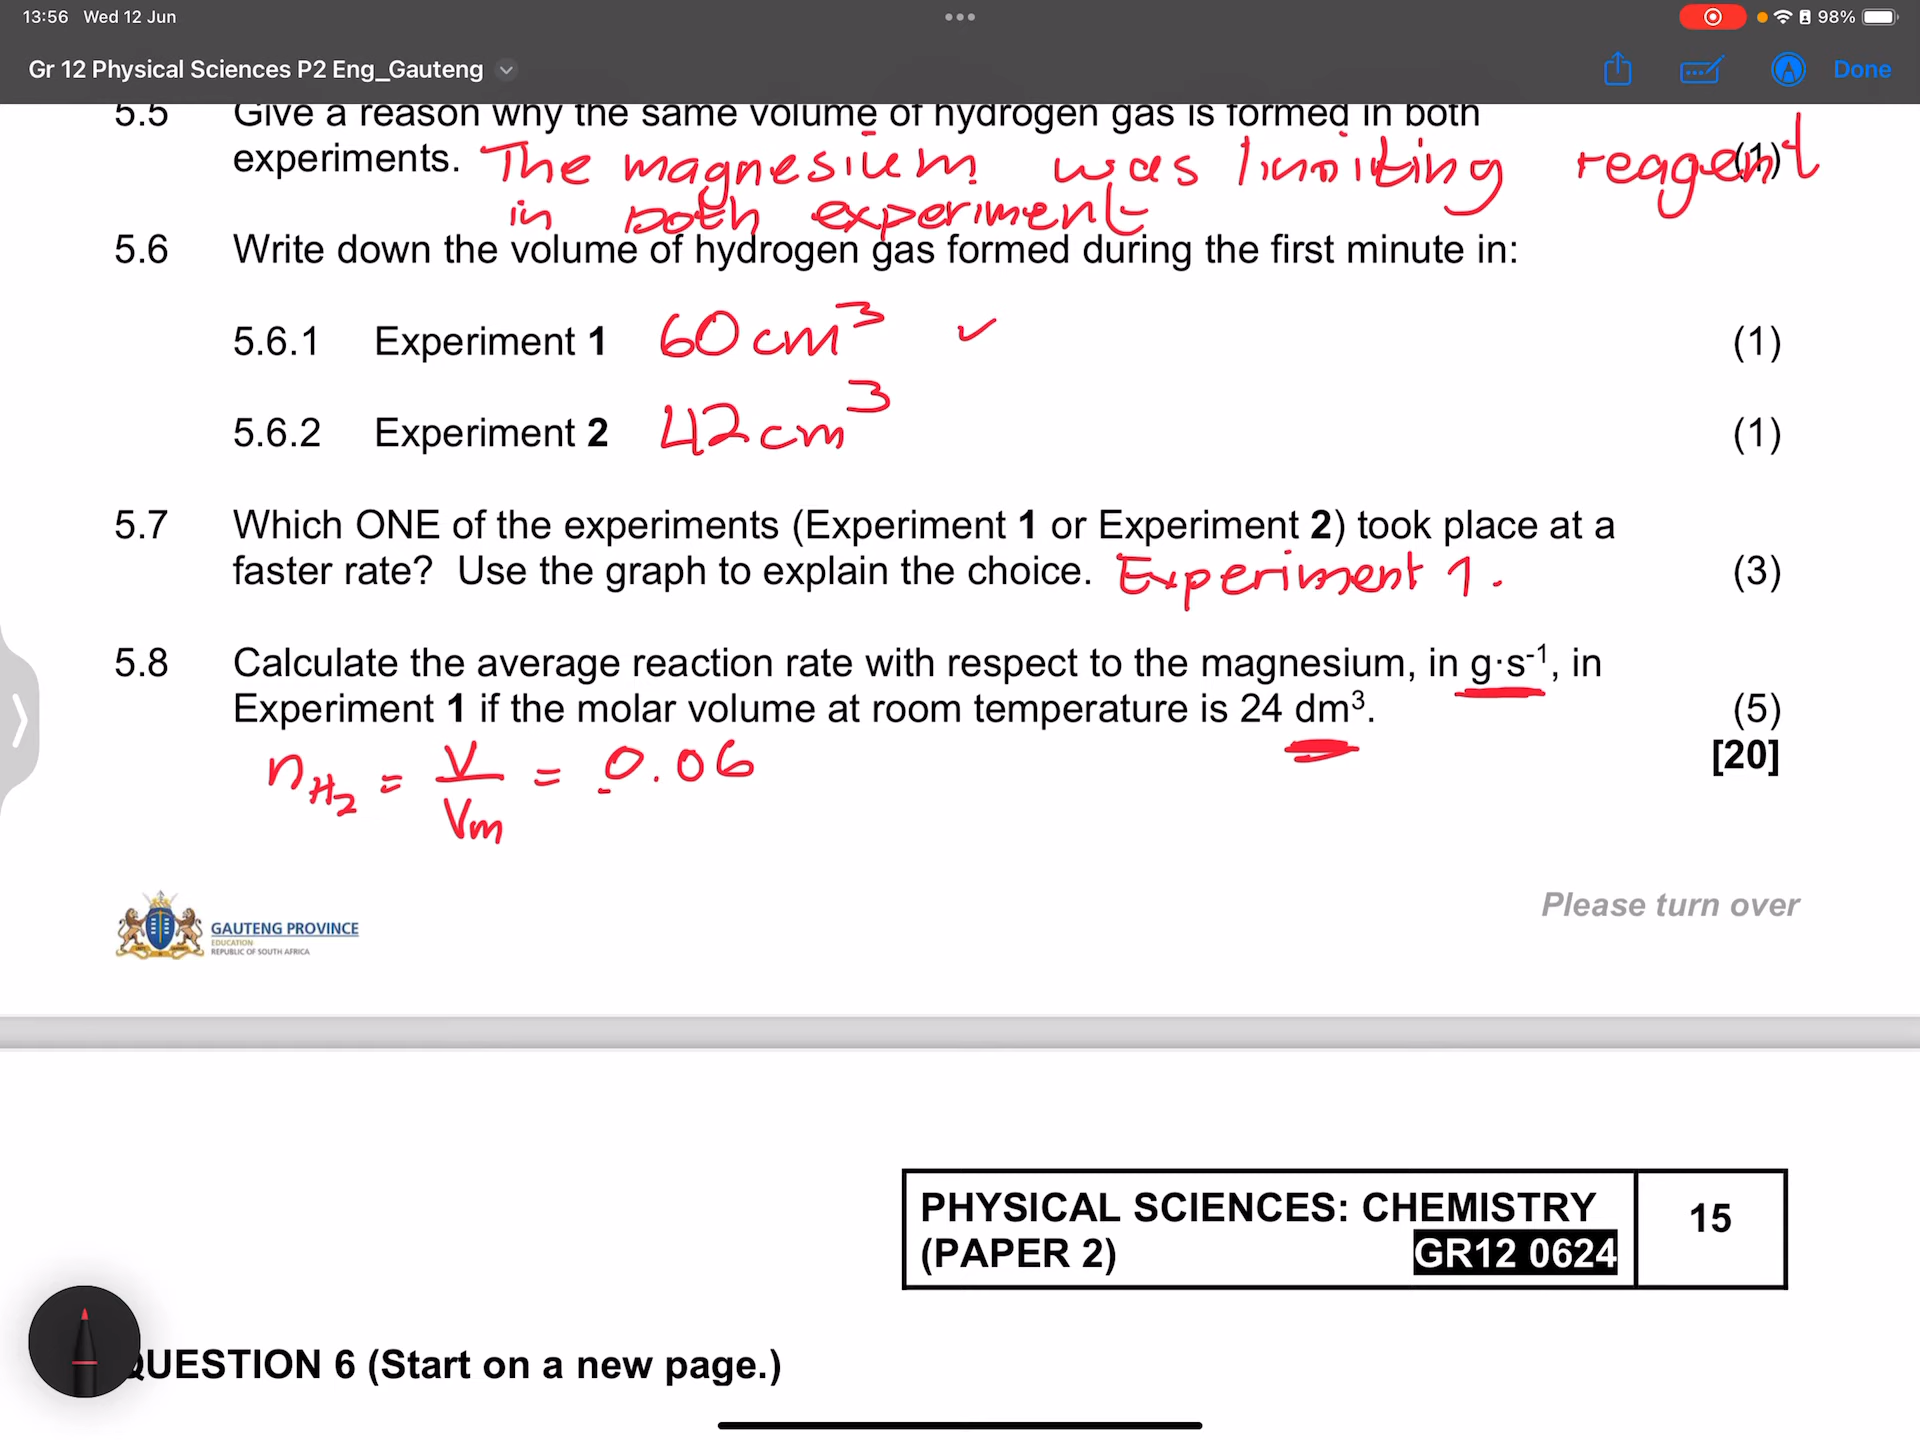 13:56 Wed 12 Jun
98%
Gr 12 Physical Sciences P2 Eng_Gauteng
Done
5.5 Give a reason why the same volume of hydrogen gas is formed in both
experiments. The magnesium was limiting reagent (1)
in both experiment
5.6 Write down the volume of hydrogen gas formed during the first minute in:
5.6.1 Experiment 1 60cm³ ✓ (1)
5.6.2 Experiment 2 42cm³ (1)
5.7 Which ONE of the experiments (Experiment 1 or Experiment 2) took place at a
faster rate? Use the graph to explain the choice. Experiment 1. (3)
5.8 Calculate the average reaction rate with respect to the magnesium, in g·s⁻¹, in
Experiment 1 if the molar volume at room temperature is 24 dm³. (5)
[20]
nH₂ = V/Vm = 0.06
GAUTENG PROVINCE
EDUCATION
REPUBLIC OF SOUTH AFRICA
Please turn over
PHYSICAL SCIENCES: CHEMISTRY
(PAPER 2) GR12 0624
15
QUESTION 6 (Start on a new page.)